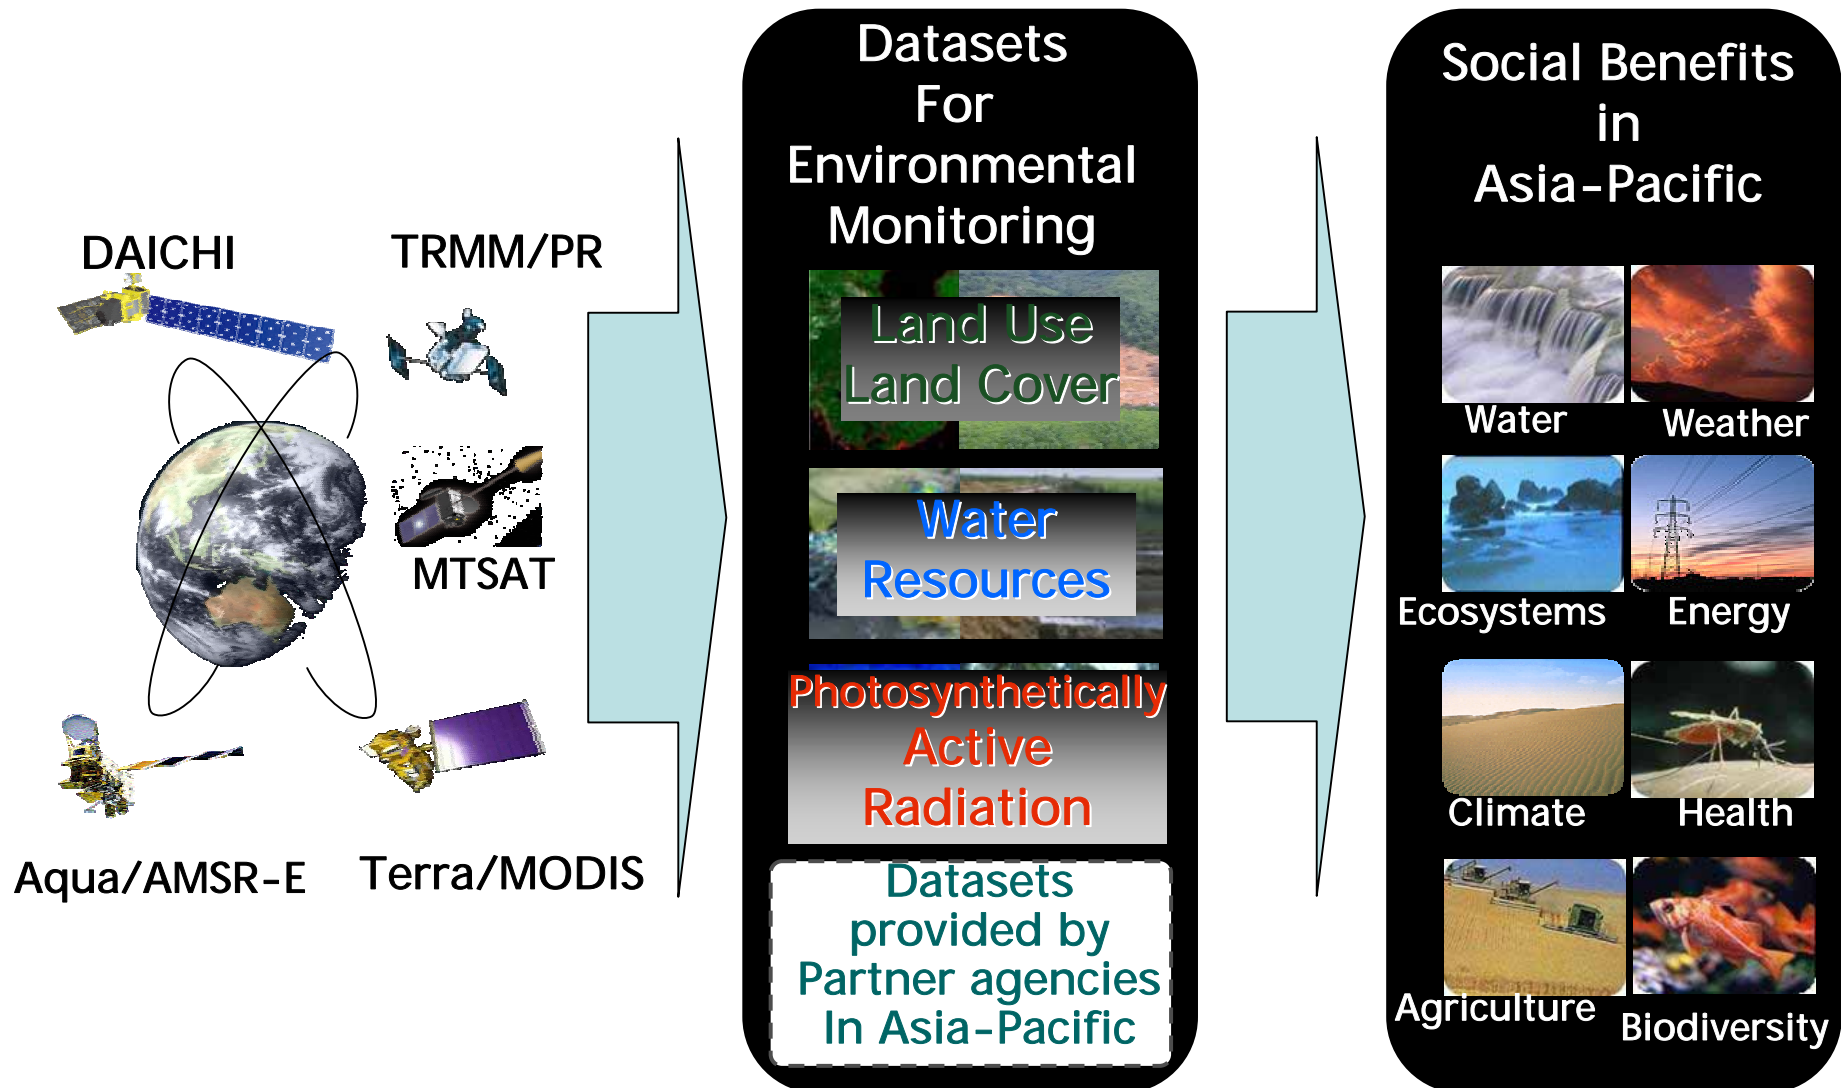 DAICHI
TRMM/PR
MTSAT
Aqua/AMSR-E
Terra/MODIS
Datasets
For
Environmental
Monitoring
Land Use
Land Cover
Water
Resources
Photosynthetically
Active
Radiation
Datasets
provided by
Partner agencies
In Asia-Pacific
Social Benefits
in
Asia-Pacific
Water
Weather
Ecosystems
Energy
Climate
Health
Agriculture
Biodiversity